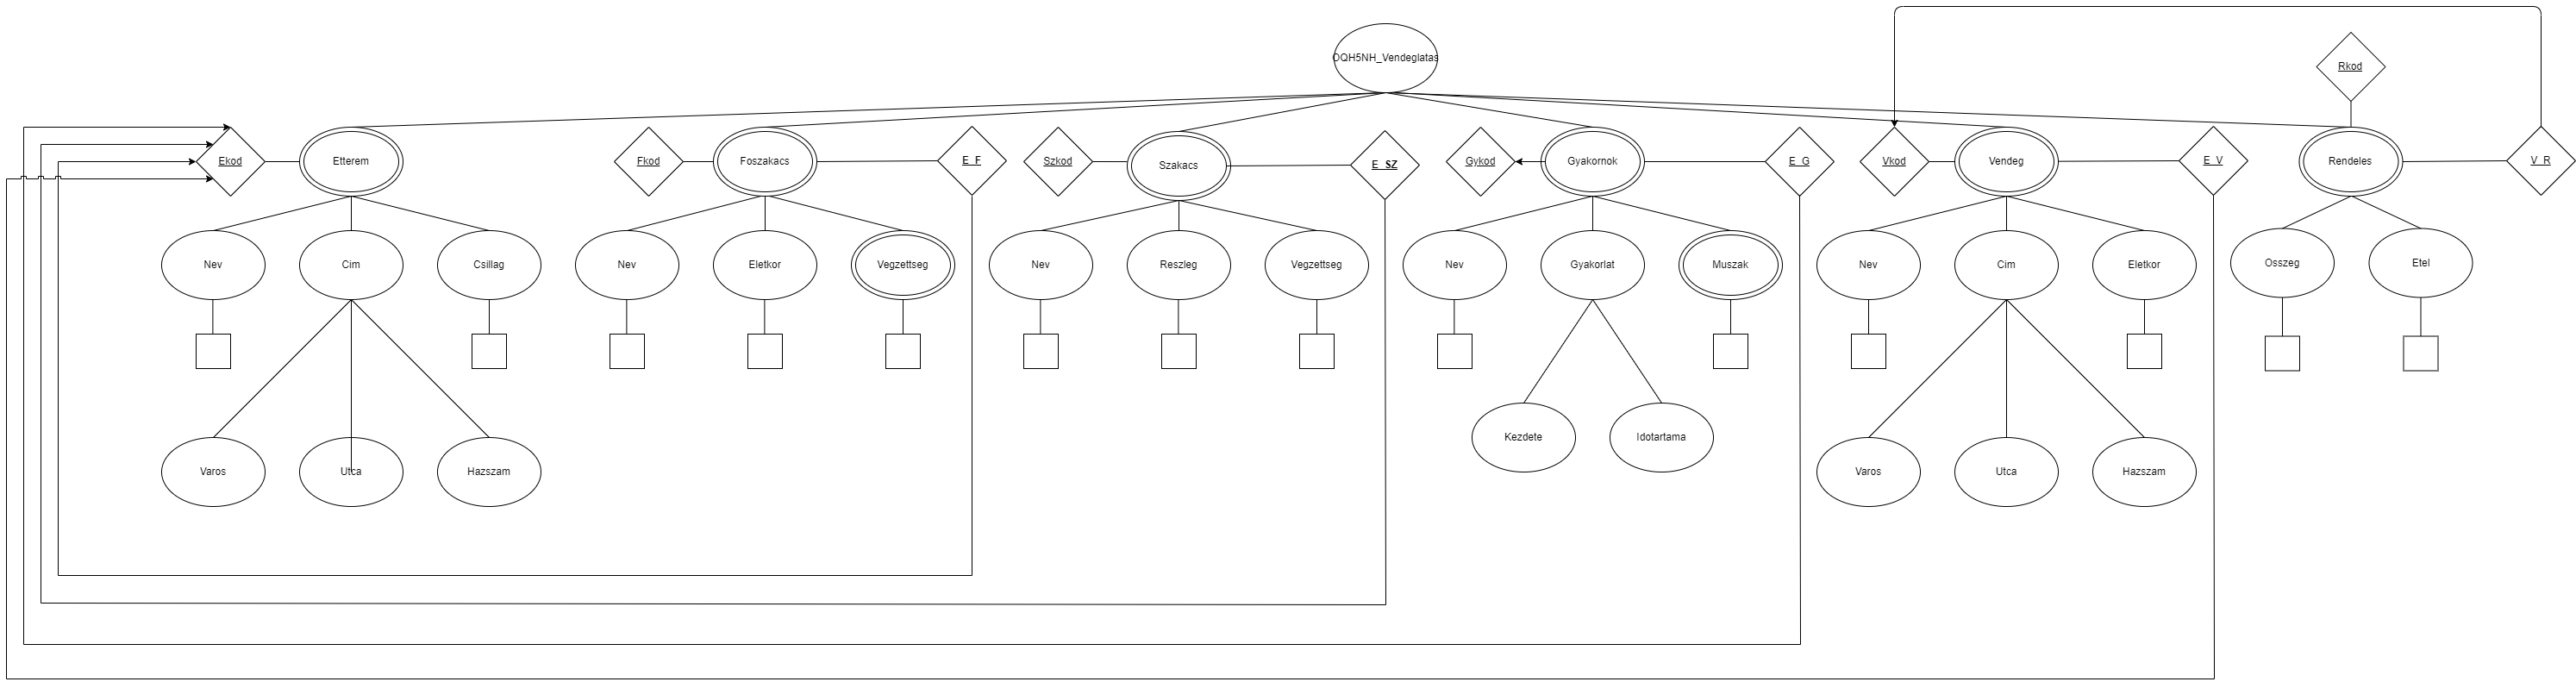 OQH5NH_Vendeglatas
Rkod
Ekod
Etterem
Fkod
Foszakacs
E_F
Szkod
Szakacs
E_SZ
Gykod
Gyakornok
E_G
Vkod
Vendeg
E_V
Rendeles
V_R
Nev
Cim
Csillag
Nev
Eletkor
Vegzettseg
Nev
Reszleg
Vegzettseg
Nev
Gyakorlat
Muszak
Nev
Cim
Eletkor
Osszeg
Etel
Kezdete
Idotartama
Varos
Utca
Hazszam
Varos
Utca
Hazszam